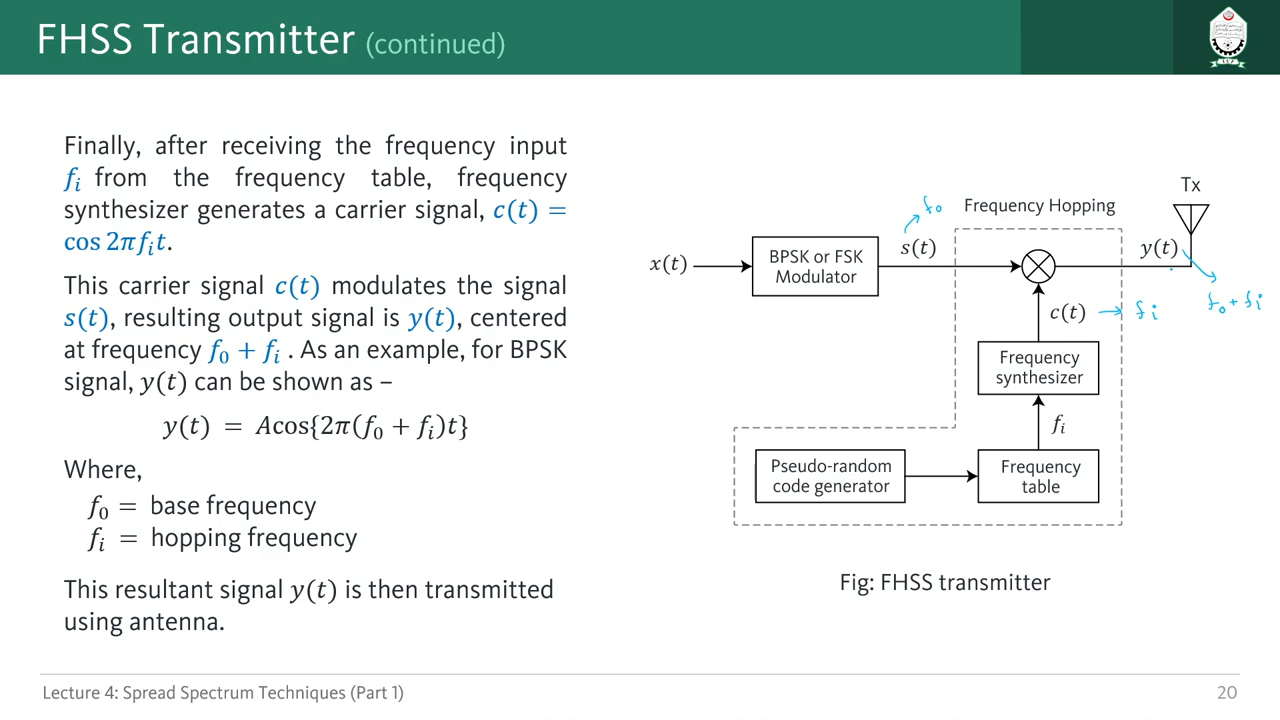 FHSS Transmitter (continued)
Finally, after receiving the frequency input
fᵢ from the frequency table, frequency
synthesizer generates a carrier signal, c(t) =
cos 2πfᵢt.
This carrier signal c(t) modulates the signal
s(t), resulting output signal is y(t), centered
at frequency f₀ + fᵢ . As an example, for BPSK
signal, y(t) can be shown as –
y(t) = Acos{2π(f₀ + fᵢ)t}
Where,
f₀ = base frequency
fᵢ = hopping frequency
This resultant signal y(t) is then transmitted
using antenna.
Tx
f₀
Frequency Hopping
x(t)
BPSK or FSK
Modulator
s(t)
y(t)
f₀ + fᵢ
c(t)
fᵢ
Frequency
synthesizer
fᵢ
Pseudo-random
code generator
Frequency
table
Fig: FHSS transmitter
Lecture 4: Spread Spectrum Techniques (Part 1)
20